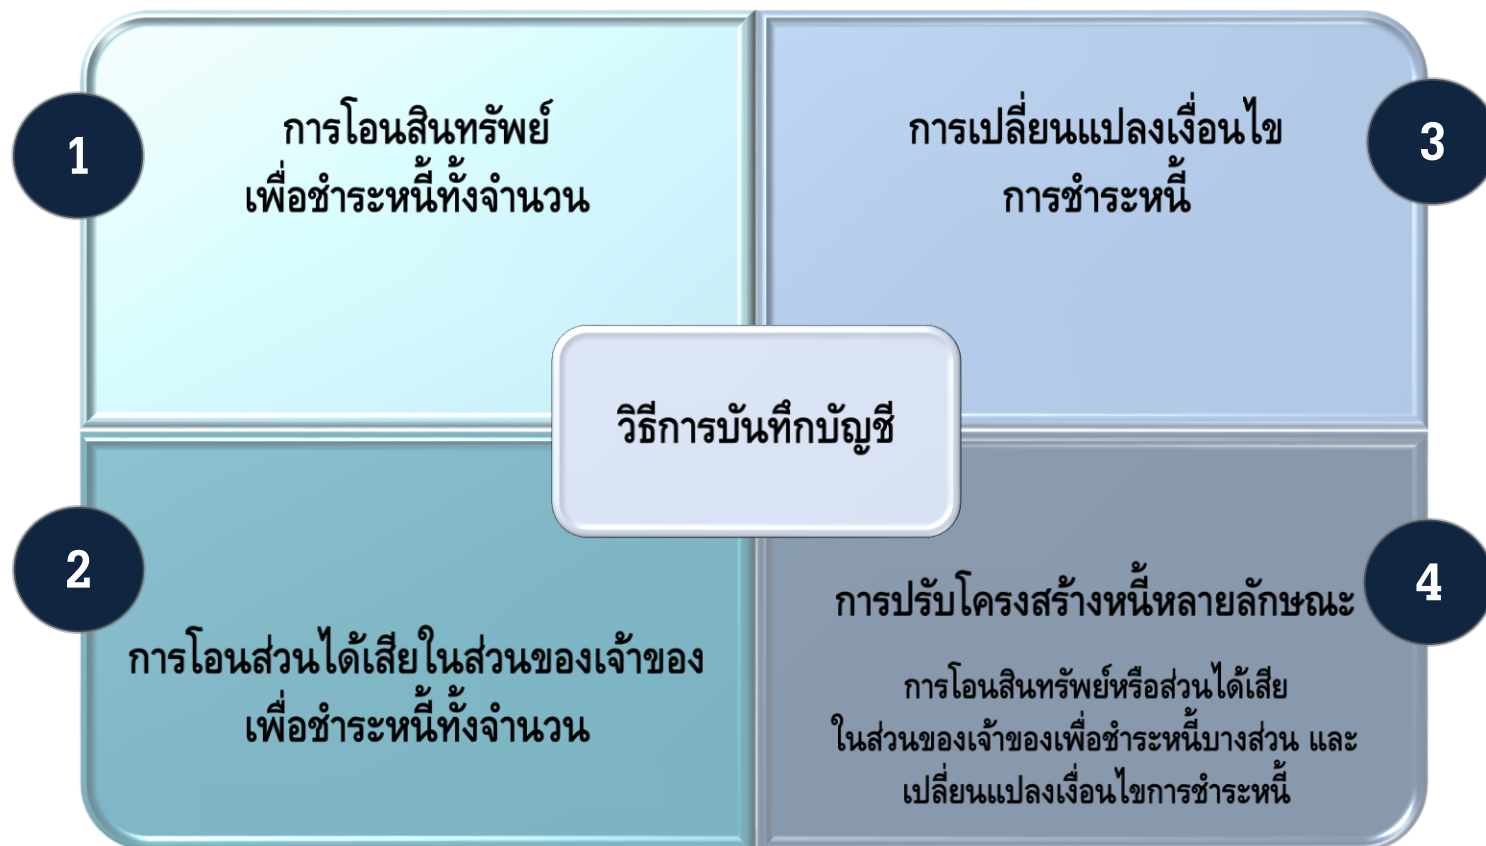 1
การโอนสินทรัพย์
เพื่อชำระหนี้ทั้งจำนวน
2
การโอนส่วนได้เสียในส่วนของเจ้าของ
เพื่อชำระหนี้ทั้งจำนวน
วิธีการบันทึกบัญชี
3
การเปลี่ยนแปลงเงื่อนไข
การชำระหนี้
4
การปรับโครงสร้างหนี้หลายลักษณะ
การโอนสินทรัพย์หรือส่วนได้เสีย
ในส่วนของเจ้าของเพื่อชำระหนี้บางส่วน และ
เปลี่ยนแปลงเงื่อนไขการชำระหนี้